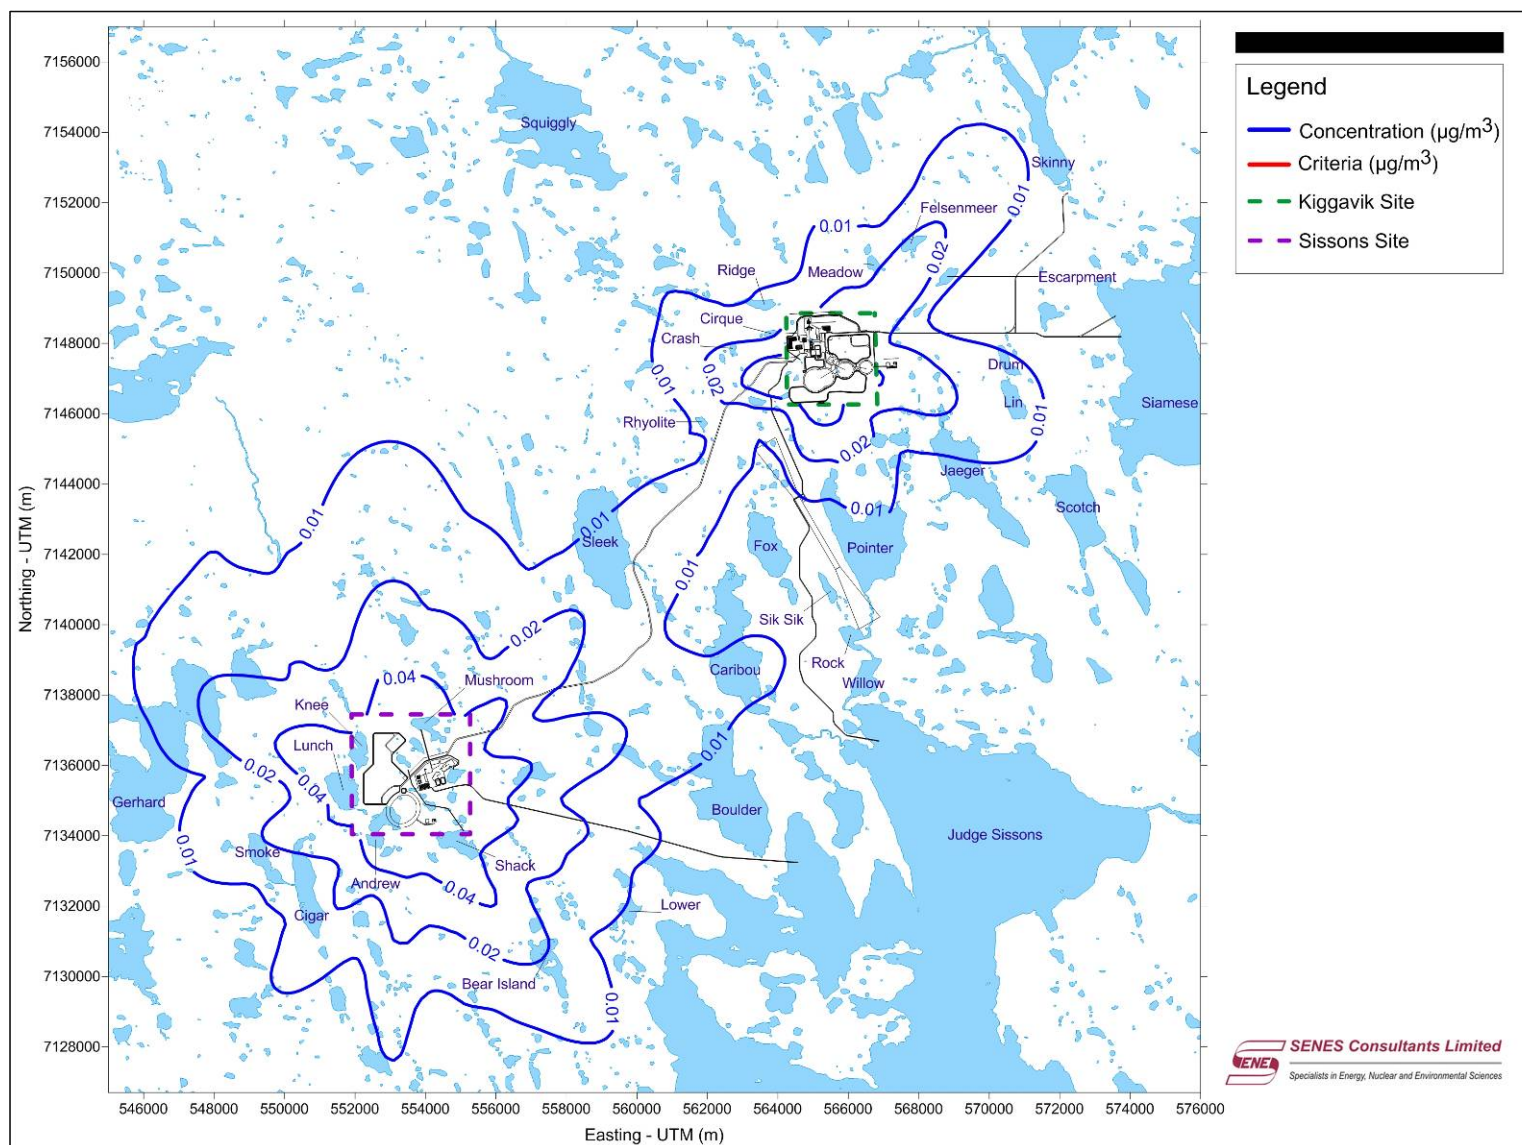 Legend
Concentration (µg/m3)
Criteria (µg/m3)
Kiggavik Site
Sissons Site
Northing - UTM (m)
7156000
7154000
7152000
7150000
7148000
7146000
7144000
7142000
7140000
7138000
7136000
7134000
7132000
7130000
7128000
Squiggly
Skinny
0.01
Felsenmeer
0.01
0.02
Ridge
Meadow
Escarpment
Cirque
Crash
0.02
0.01
Drum
Lin
0.01
Siamese
Rhyolite
0.02
Jaeger
0.01
Scotch
0.01
0.01
Sleek
Fox
Pointer
0.01
Sik Sik
0.02
Rock
Caribou
Willow
0.04
Mushroom
Knee
Lunch
0.01
0.02
0.04
Gerhard
Boulder
Judge Sissons
0.01
Smoke
Shack
Andrew
0.04
Cigar
Lower
0.02
Bear Island
0.01
546000 548000 550000 552000 554000 556000 558000 560000 562000 564000 566000 568000 570000 572000 574000 576000
Easting - UTM (m)
SENES
SENES Consultants Limited
Specialists in Energy, Nuclear and Environmental Sciences